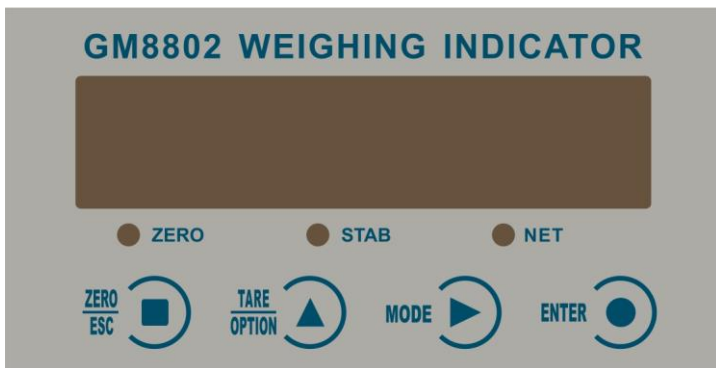 GM8802 WEIGHING INDICATOR
ZERO STAB NET
ZERO
ESC
TARE
OPTION
MODE
ENTER